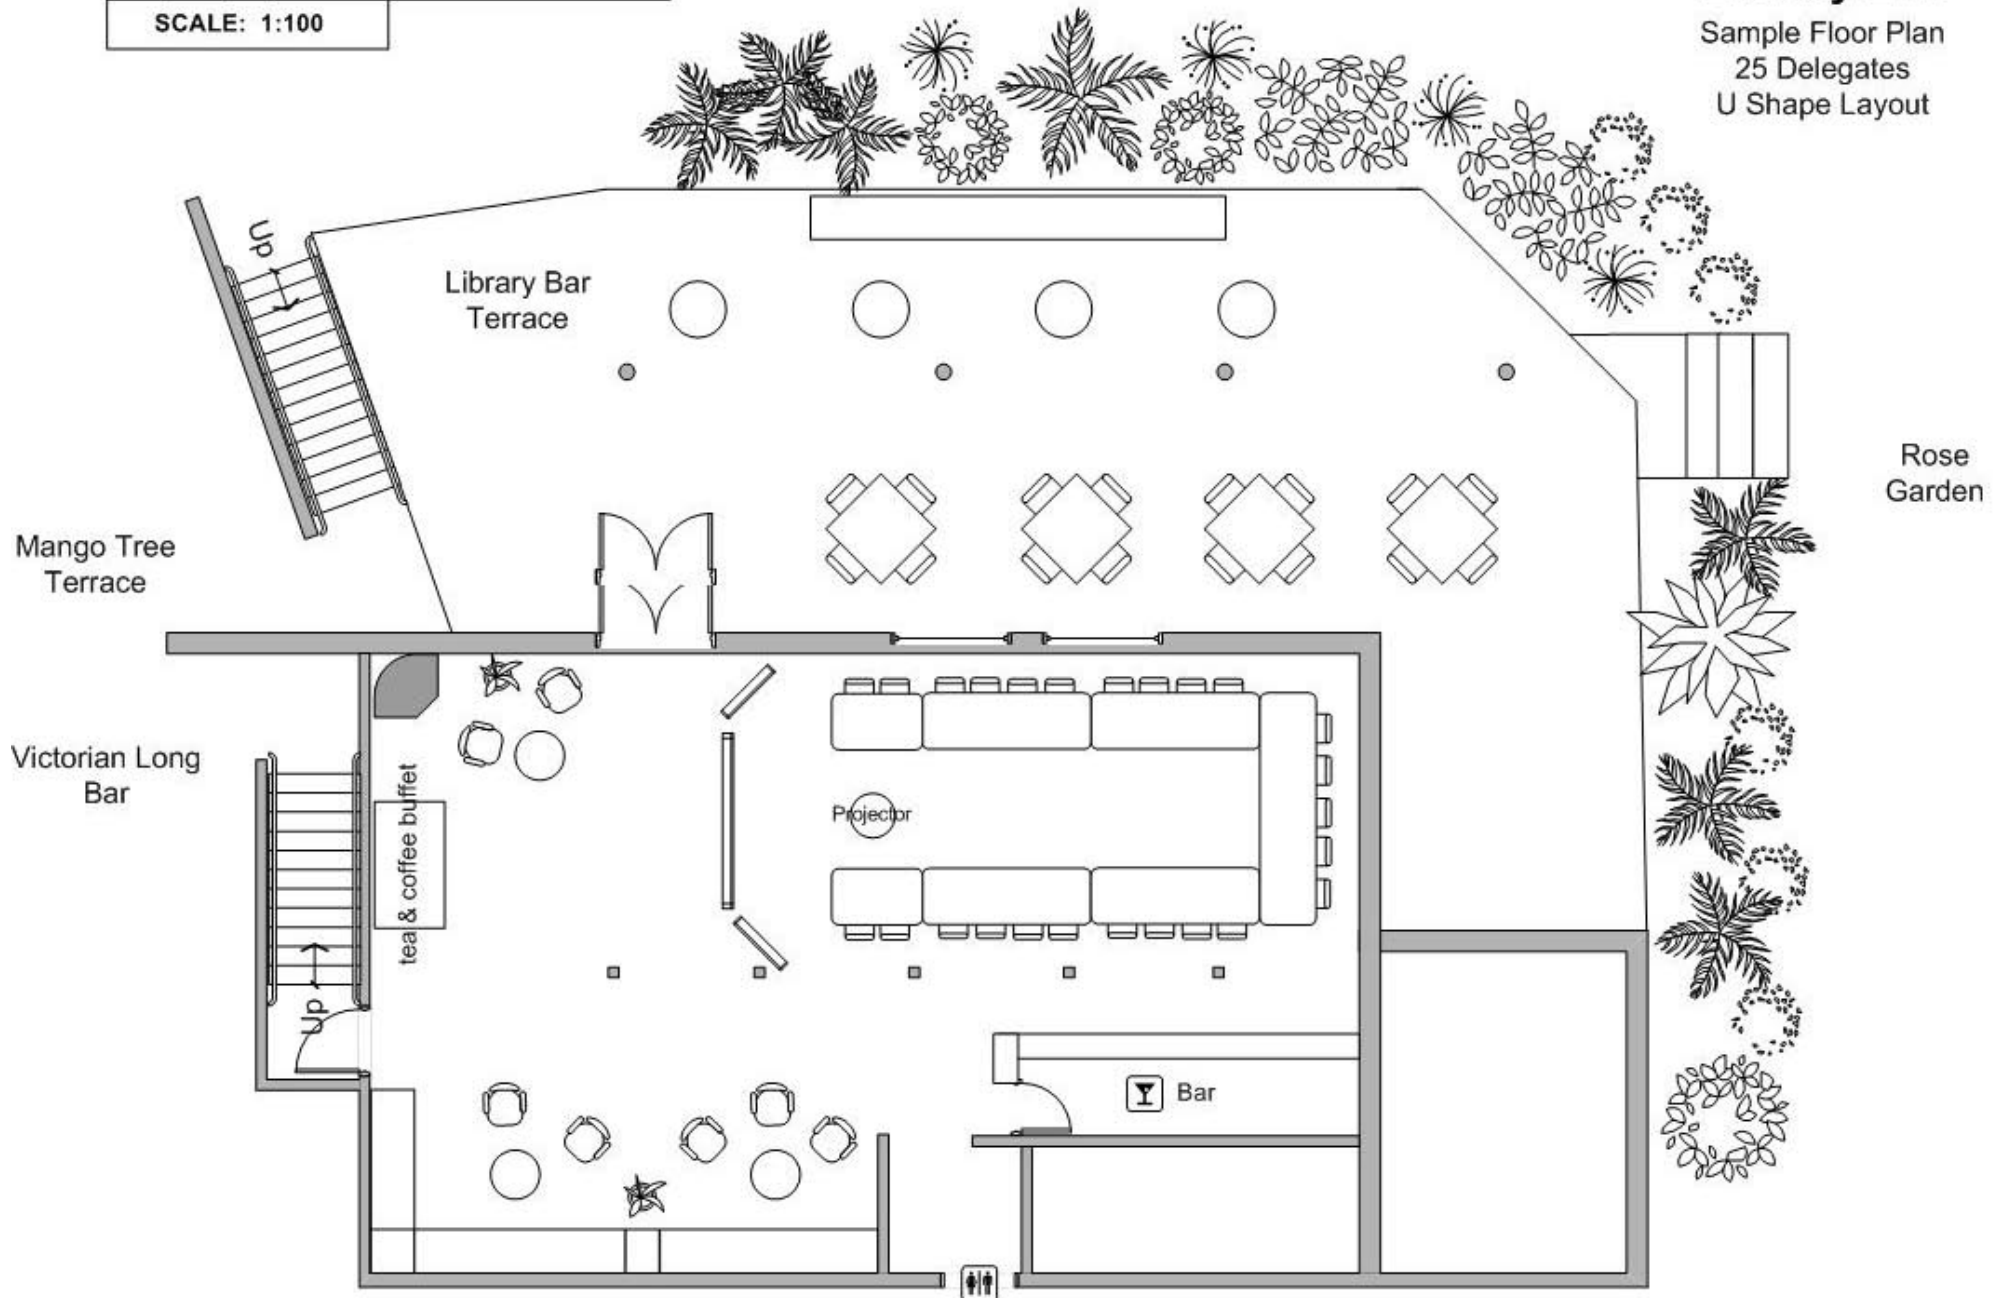 SCALE: 1:100
Sample Floor Plan
25 Delegates
U Shape Layout
Up
Library Bar
Terrace
Rose
Garden
Mango Tree
Terrace
Victorian Long
Bar
tea & coffee buffet
Projector
Up
Bar